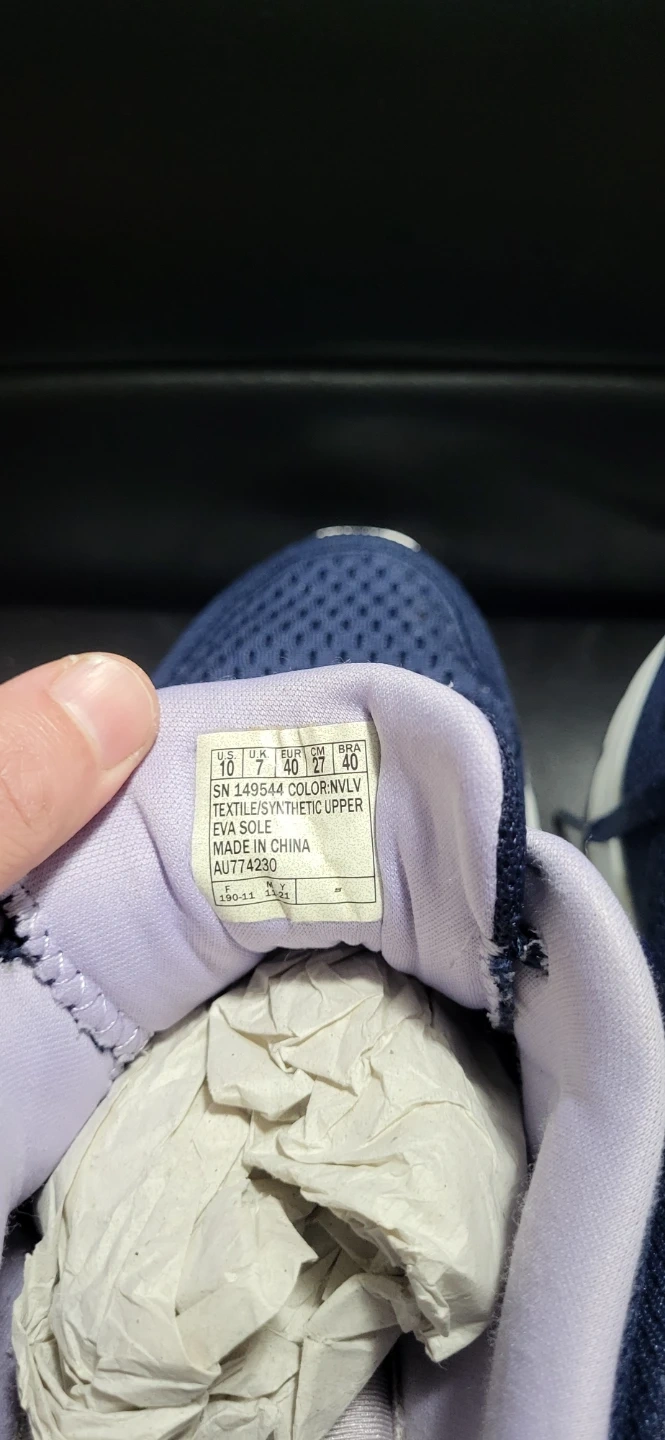 U.S. U.K. EUR CM BRA
10 7 40 27 40
SN 149544 COLOR:NVLV
TEXTILE/SYNTHETIC UPPER
EVA SOLE
MADE IN CHINA
AU774230
F N Y
190-11 11 21